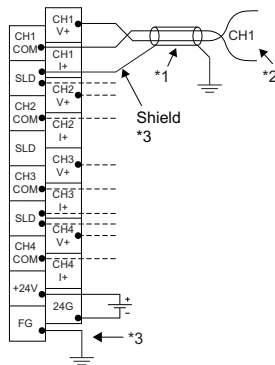 CH1
V+
CH1
COM
CH1
I+
SLD
CH2
V+
CH2
COM
CH2
I+
SLD
CH3
V+
CH3
COM
CH3
I+
SLD
CH4
V+
CH4
COM
CH4
I+
+24V
24G
FG
CH1
*1
*2
Shield
*3
+
-
*3